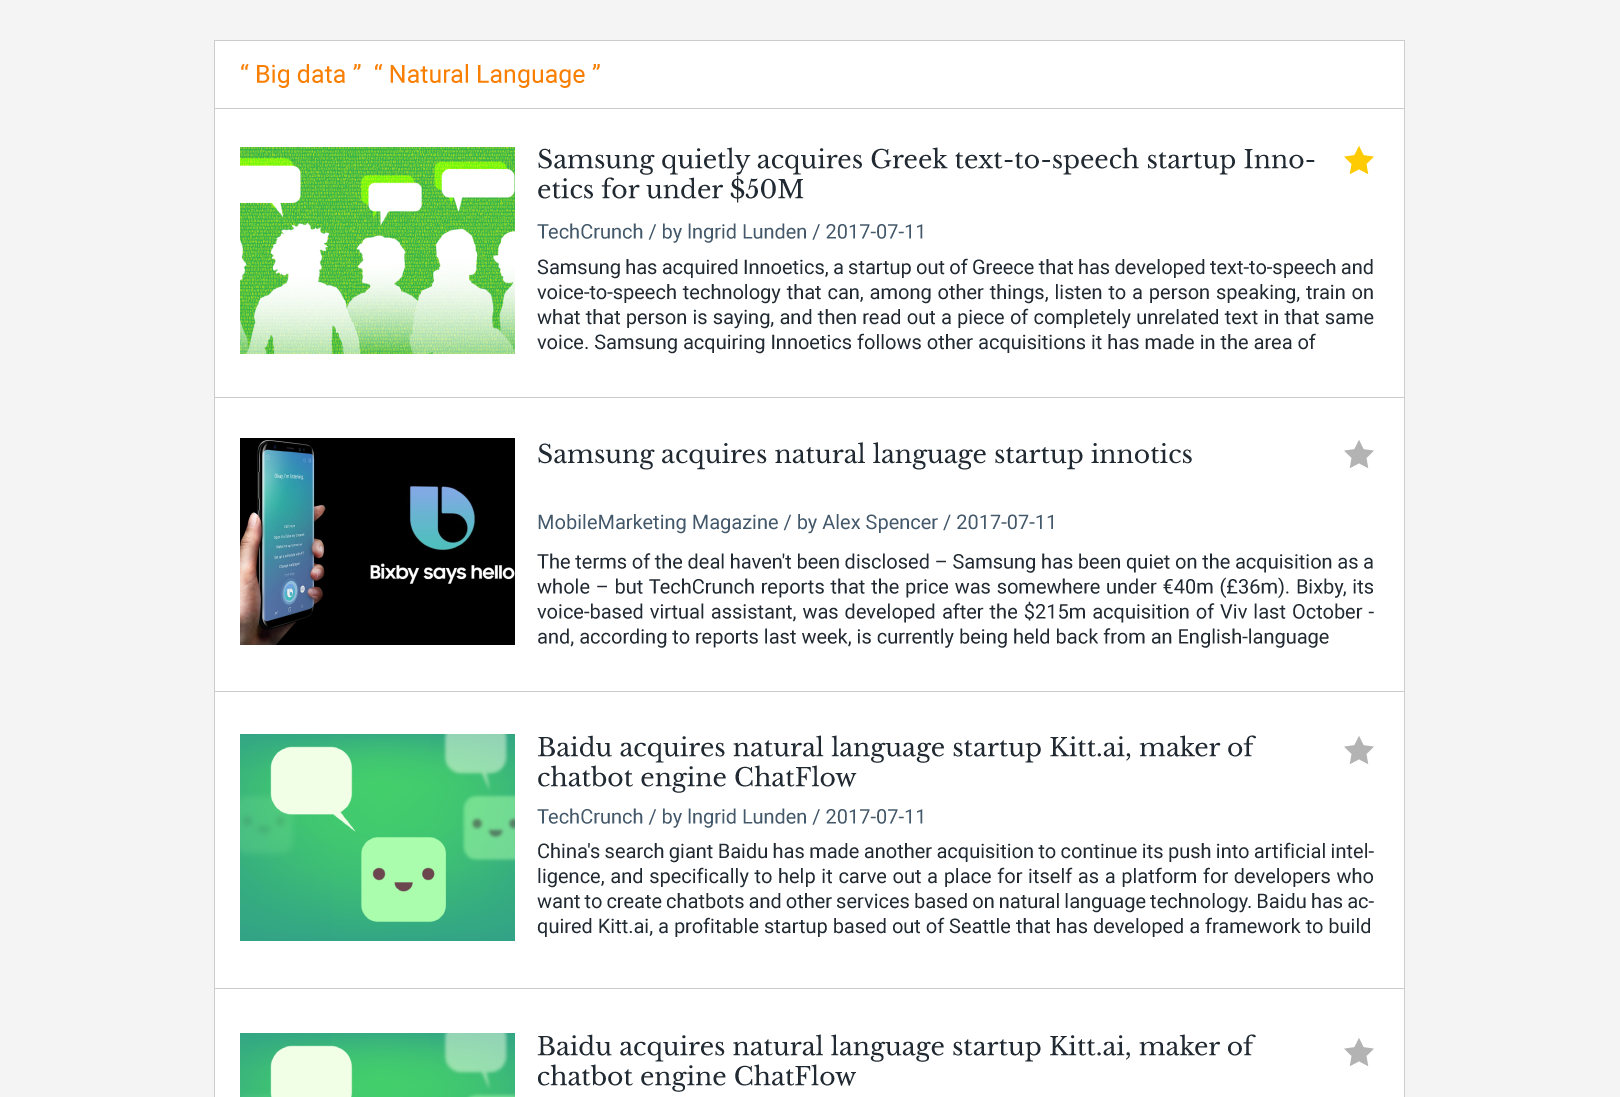 “ Big data ” “ Natural Language ”
Samsung quietly acquires Greek text-to-speech startup Inno-
etics for under $50M
TechCrunch / by Ingrid Lunden / 2017-07-11
Samsung has acquired Innoetics, a startup out of Greece that has developed text-to-speech and
voice-to-speech technology that can, among other things, listen to a person speaking, train on
what that person is saying, and then read out a piece of completely unrelated text in that same
voice. Samsung acquiring Innoetics follows other acquisitions it has made in the area of
Bixby says hello
Samsung acquires natural language startup innotics
MobileMarketing Magazine / by Alex Spencer / 2017-07-11
The terms of the deal haven't been disclosed – Samsung has been quiet on the acquisition as a
whole – but TechCrunch reports that the price was somewhere under €40m (£36m). Bixby, its
voice-based virtual assistant, was developed after the $215m acquisition of Viv last October -
and, according to reports last week, is currently being held back from an English-language
Baidu acquires natural language startup Kitt.ai, maker of
chatbot engine ChatFlow
TechCrunch / by Ingrid Lunden / 2017-07-11
China's search giant Baidu has made another acquisition to continue its push into artificial intel-
ligence, and specifically to help it carve out a place for itself as a platform for developers who
want to create chatbots and other services based on natural language technology. Baidu has ac-
quired Kitt.ai, a profitable startup based out of Seattle that has developed a framework to build
Baidu acquires natural language startup Kitt.ai, maker of
chatbot engine ChatFlow